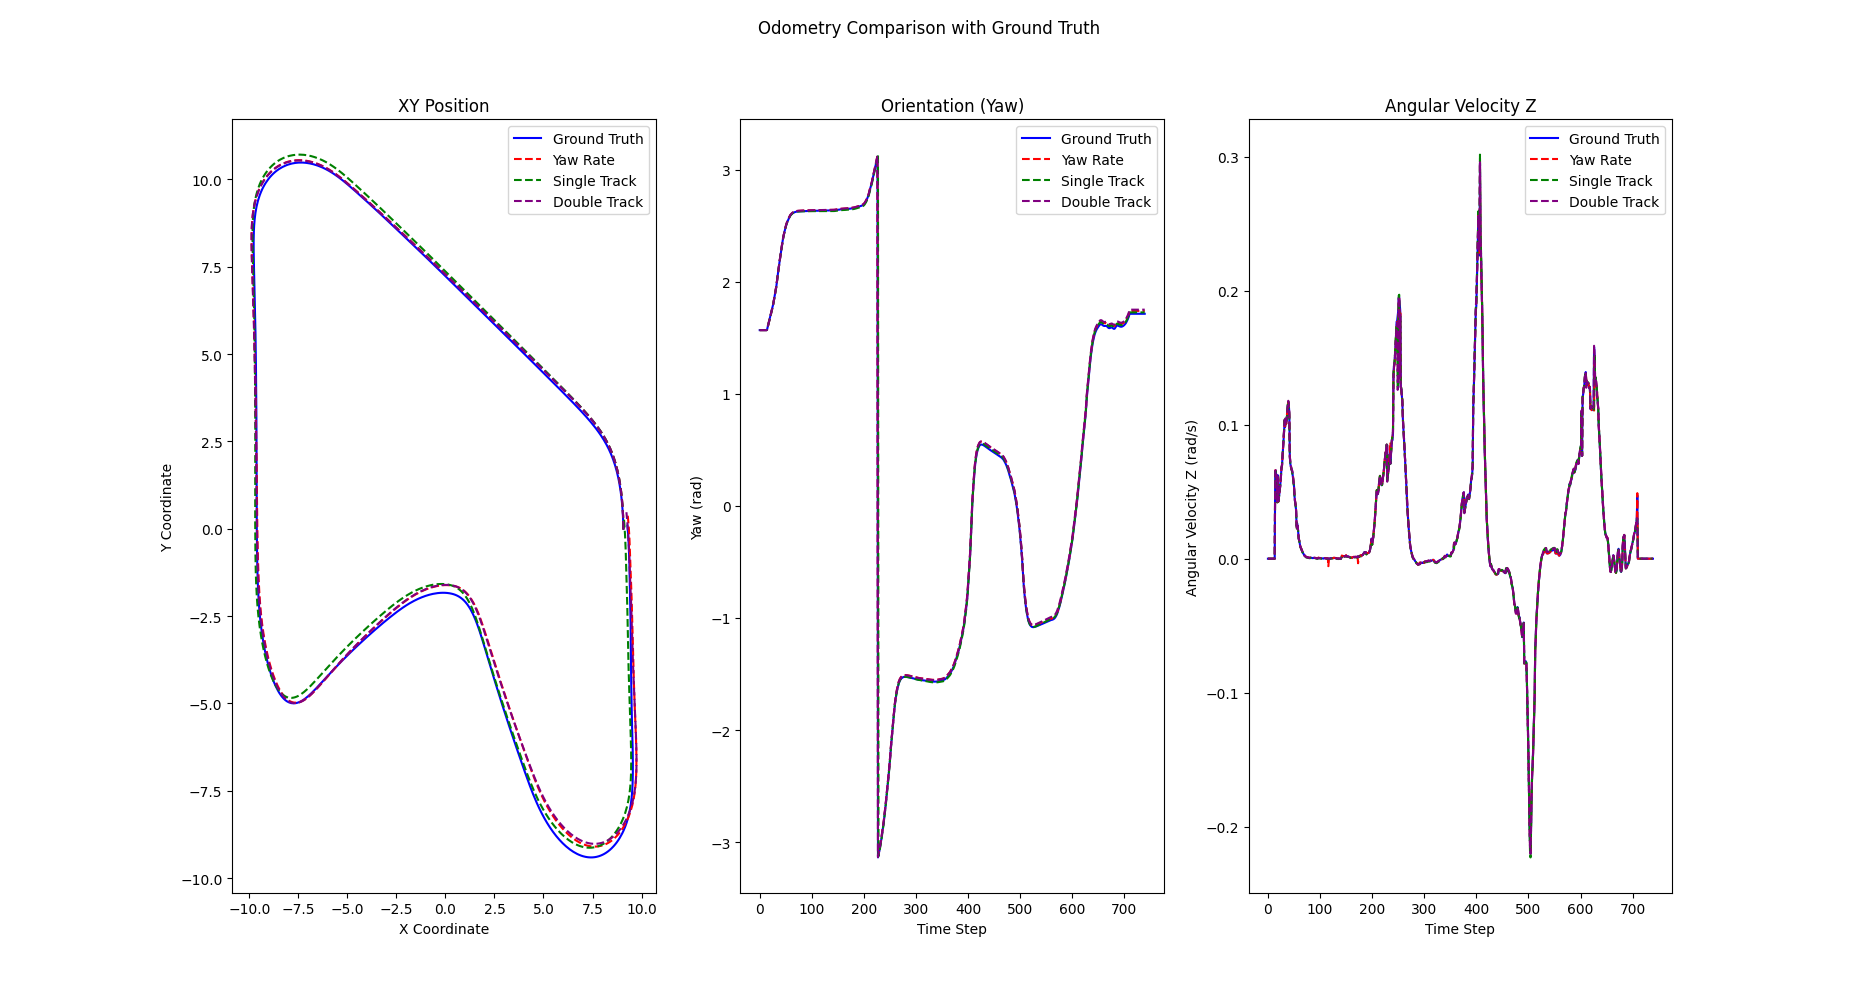 Odometry Comparison with Ground Truth
XY Position
Ground Truth
Yaw Rate
Single Track
Double Track
10.0
7.5
5.0
2.5
0.0
−2.5
−5.0
−7.5
−10.0
Y Coordinate
−10.0 −7.5 −5.0 −2.5 0.0 2.5 5.0 7.5 10.0
X Coordinate
Orientation (Yaw)
Ground Truth
Yaw Rate
Single Track
Double Track
3
2
1
0
−1
−2
−3
Yaw (rad)
0 100 200 300 400 500 600 700
Time Step
Angular Velocity Z
Ground Truth
Yaw Rate
Single Track
Double Track
0.3
0.2
0.1
0.0
−0.1
−0.2
Angular Velocity Z (rad/s)
0 100 200 300 400 500 600 700
Time Step